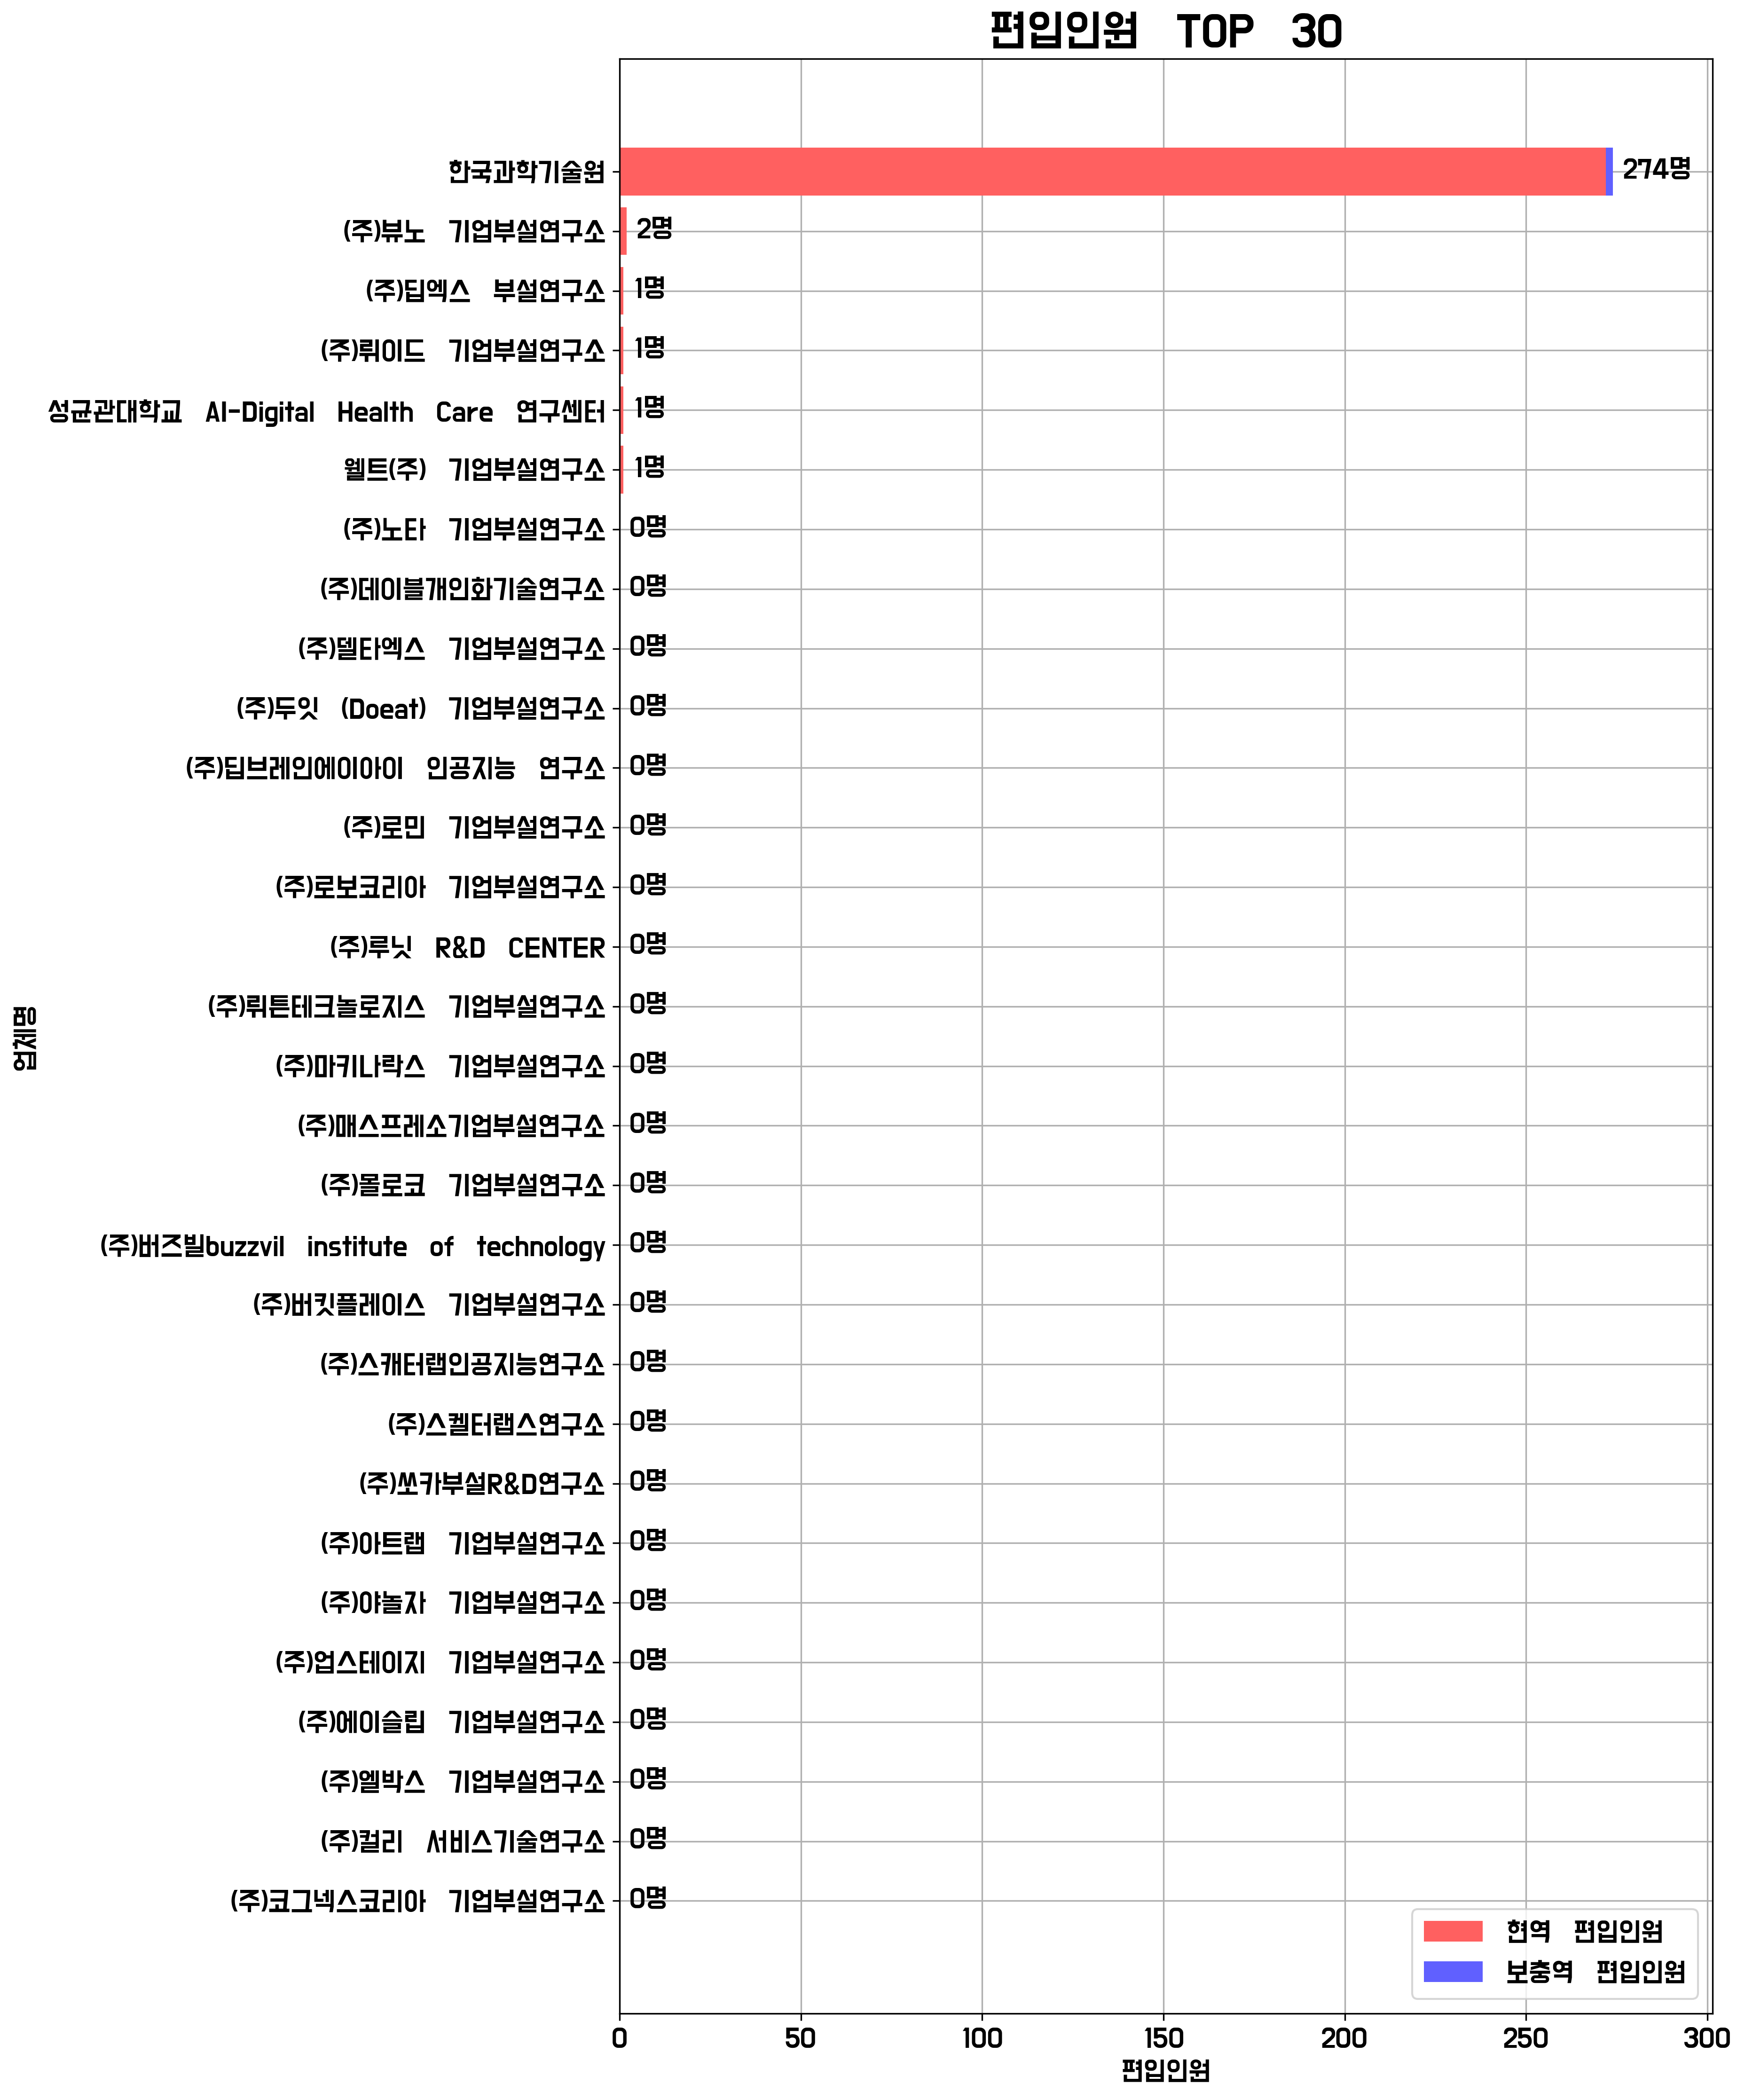 편입인원 TOP 30
한국과학기술원 274명
(주)뷰노 기업부설연구소 2명
(주)딥엑스 부설연구소 1명
(주)뤼이드 기업부설연구소 1명
성균관대학교 AI-Digital Health Care 연구센터 1명
웰트(주) 기업부설연구소 1명
(주)노타 기업부설연구소 0명
(주)데이블개인화기술연구소 0명
(주)델타엑스 기업부설연구소 0명
(주)두잇 (Doeat) 기업부설연구소 0명
(주)딥브레인에이아이 인공지능 연구소 0명
(주)로민 기업부설연구소 0명
(주)로보코리아 기업부설연구소 0명
(주)루닛 R&D CENTER 0명
(주)뤼튼테크놀로지스 기업부설연구소 0명
(주)마키나락스 기업부설연구소 0명
(주)매스프레소기업부설연구소 0명
(주)몰로코 기업부설연구소 0명
(주)버즈빌buzzvil institute of technology 0명
(주)버킷플레이스 기업부설연구소 0명
(주)스캐터랩인공지능연구소 0명
(주)스켈터랩스연구소 0명
(주)쏘카부설R&D연구소 0명
(주)아트랩 기업부설연구소 0명
(주)야놀자 기업부설연구소 0명
(주)업스테이지 기업부설연구소 0명
(주)에이슬립 기업부설연구소 0명
(주)엘박스 기업부설연구소 0명
(주)컬리 서비스기술연구소 0명
(주)코그넥스코리아 기업부설연구소 0명
업체명
현역 편입인원
보충역 편입인원
0 50 100 150 200 250 300
편입인원